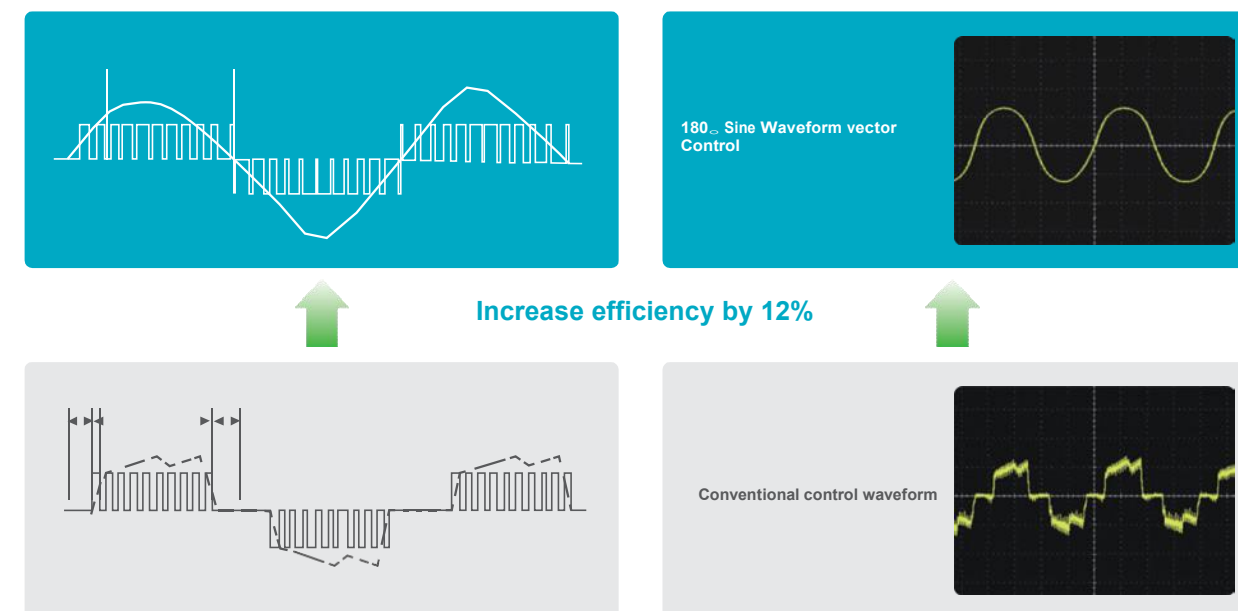 180。 Sine Waveform vector
Control
Increase efficiency by 12%
Conventional control waveform